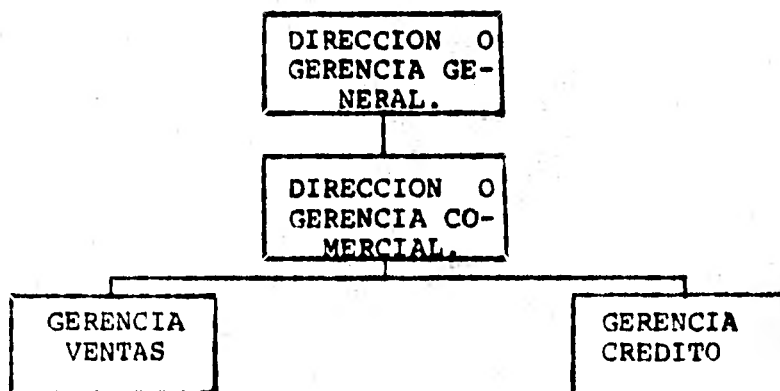 DIRECCION O
GERENCIA GE-
NERAL.
DIRECCION O
GERENCIA CO-
MERCIAL.
GERENCIA
VENTAS
GERENCIA
CREDITO